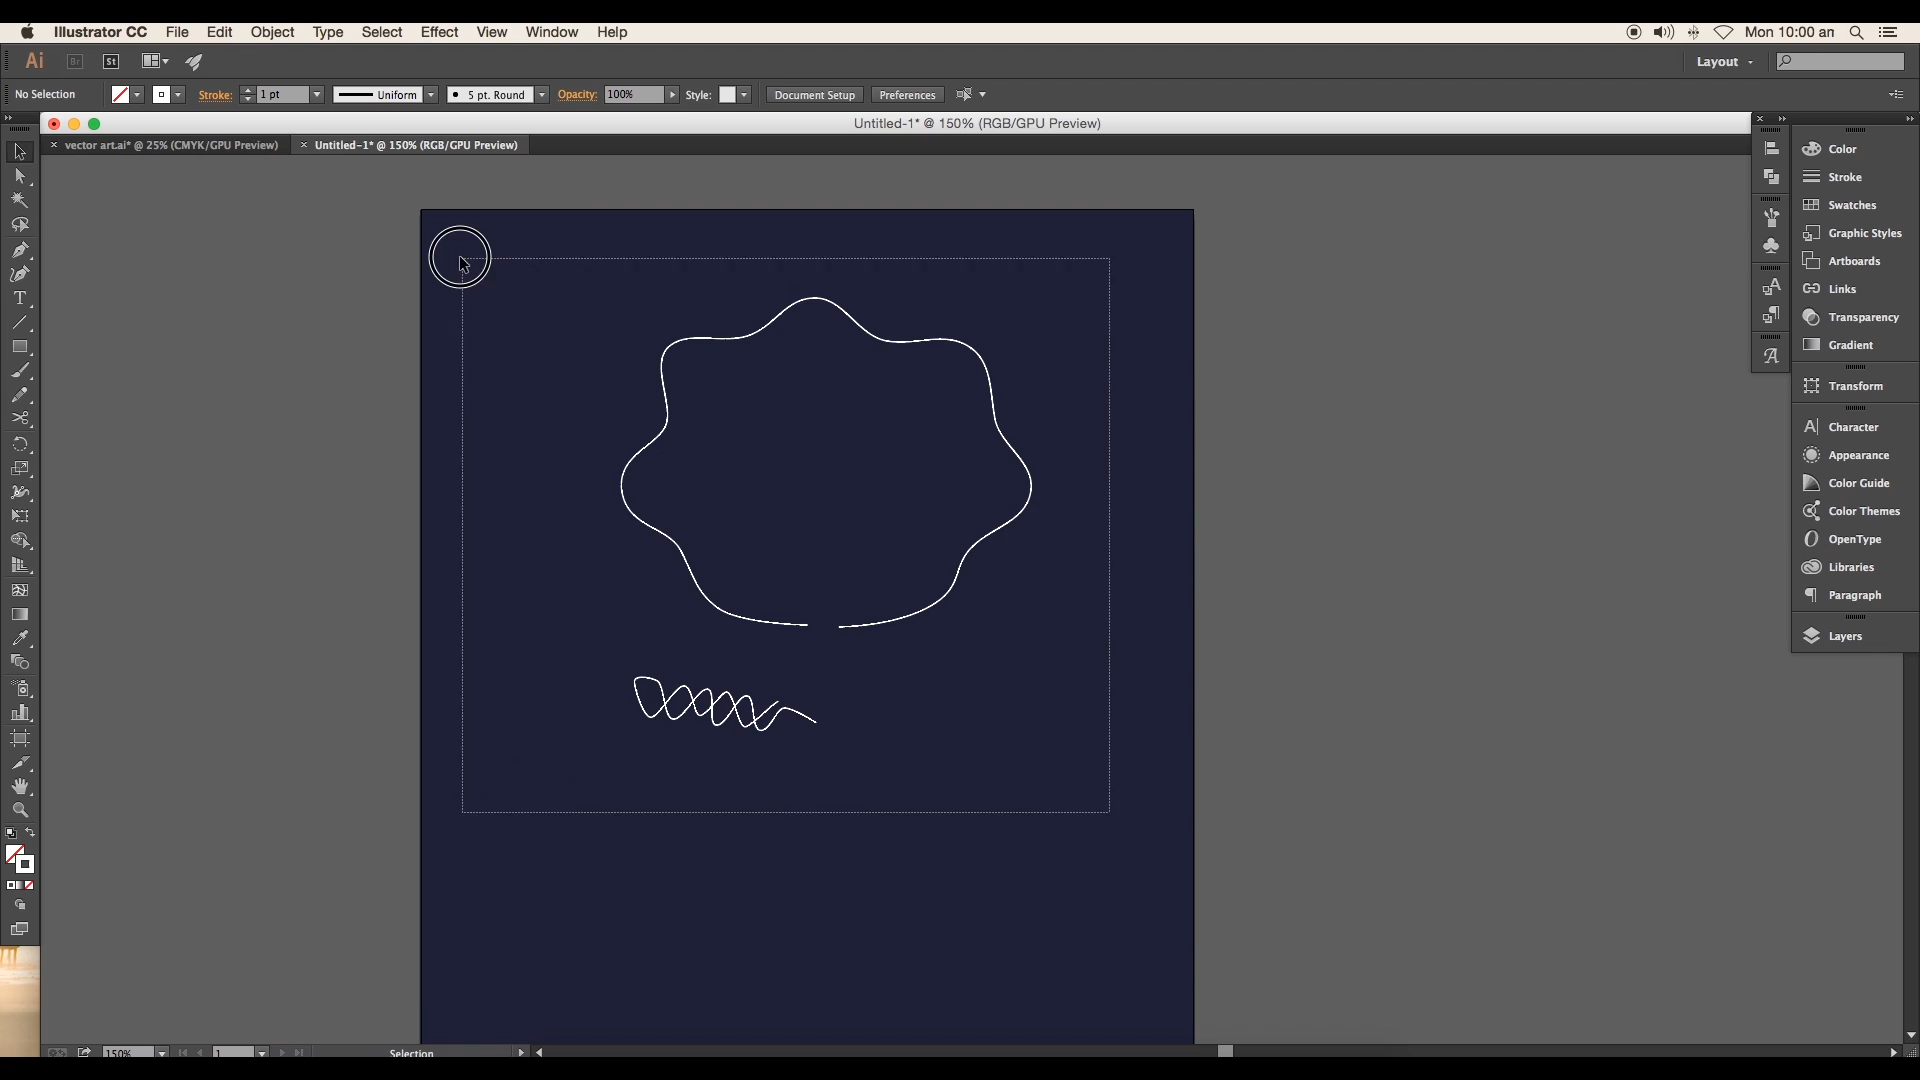 Illustrator CC File Edit Object Type Select Effect View Window Help Mon 10:00 an
Ai Br St Layout
No Selection Stroke: 1 pt Uniform 5 pt. Round Opacity: 100% Style: Document Setup Preferences
Untitled-1* @ 150% (RGB/GPU Preview)
vector art.ai* @ 25% (CMYK/GPU Preview) Untitled-1* @ 150% (RGB/GPU Preview)
Color
Stroke
Swatches
Graphic Styles
Artboards
Links
Transparency
Gradient
Transform
Character
Appearance
Color Guide
Color Themes
OpenType
Libraries
Paragraph
Layers
150% 1 Selection